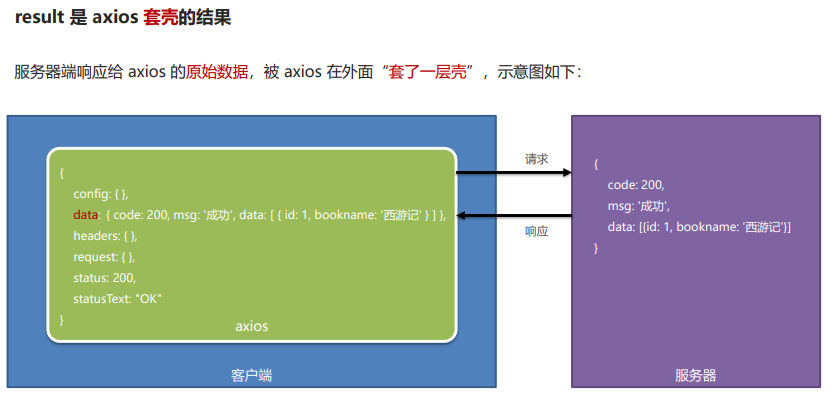 result 是 axios 套壳的结果
服务器端响应给 axios 的原始数据，被 axios 在外面“套了一层壳”，示意图如下：
{
config: { },
data: { code: 200, msg: '成功', data: [ { id: 1, bookname: '西游记' } ] },
headers: { },
request: { },
status: 200,
statusText: "OK"
}
axios
客户端
请求
响应
{
code: 200,
msg: '成功',
data: [{id: 1, bookname: '西游记'}]
}
服务器